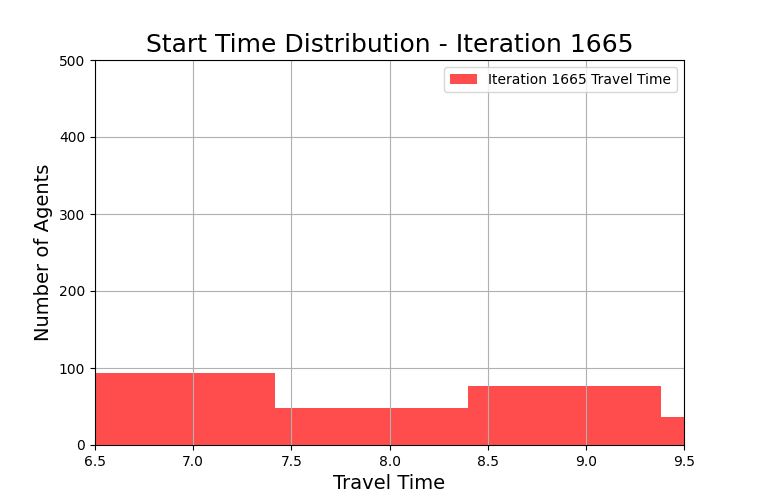 Start Time Distribution - Iteration 1665
Iteration 1665 Travel Time
Number of Agents
500
400
300
200
100
0
6.5 7.0 7.5 8.0 8.5 9.0 9.5
Travel Time